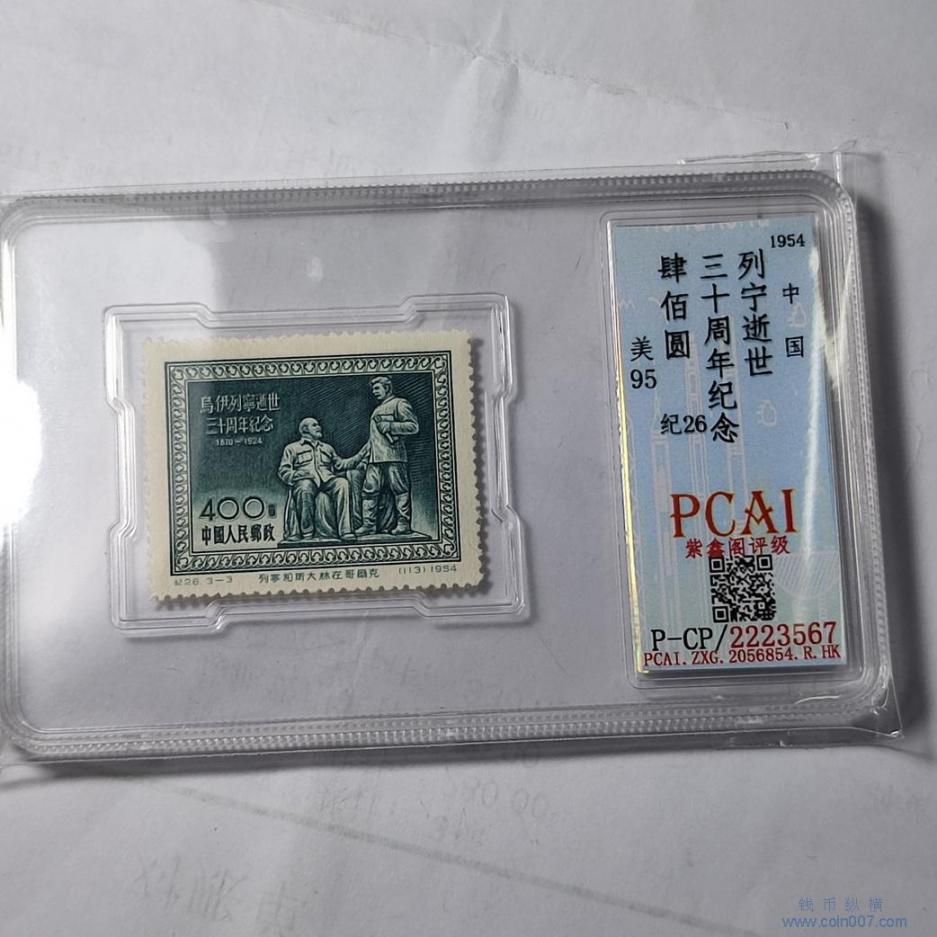 烏·伊·列寧逝世
三十周年紀念
1870-1924
400圓
中國人民郵政
紀26.3-3
列寧和斯大林在哥爾克
(113)1954
1954
中国
列宁逝世
三十周年纪念
肆佰圆
纪26
美
95
PCAI
紫鑫阁评级
P-CP/2223567
PCAI.ZXG.2056854.R.HK
钱币纵横
www.coin007.com